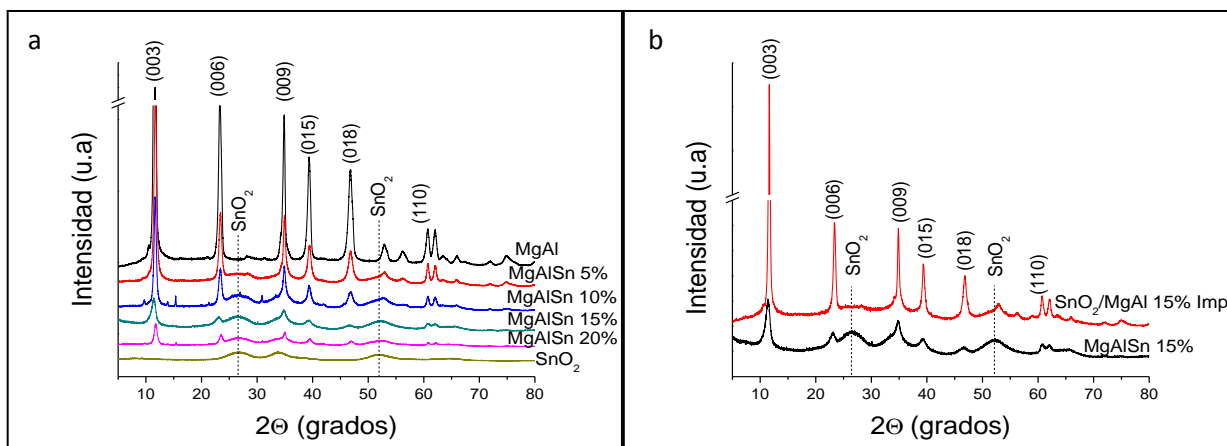 a
(003)
(006)
(009)
(015)
(018)
(110)
SnO₂
SnO₂
MgAl
MgAlSn 5%
MgAlSn 10%
MgAlSn 15%
MgAlSn 20%
SnO₂
Intensidad (u.a)
10 20 30 40 50 60 70 80
2Θ (grados)
b
(003)
(006)
SnO₂
(009)
(015)
(018)
SnO₂
(110)
SnO₂/MgAl 15% Imp
MgAlSn 15%
Intensidad (u.a)
10 20 30 40 50 60 70 80
2Θ (grados)